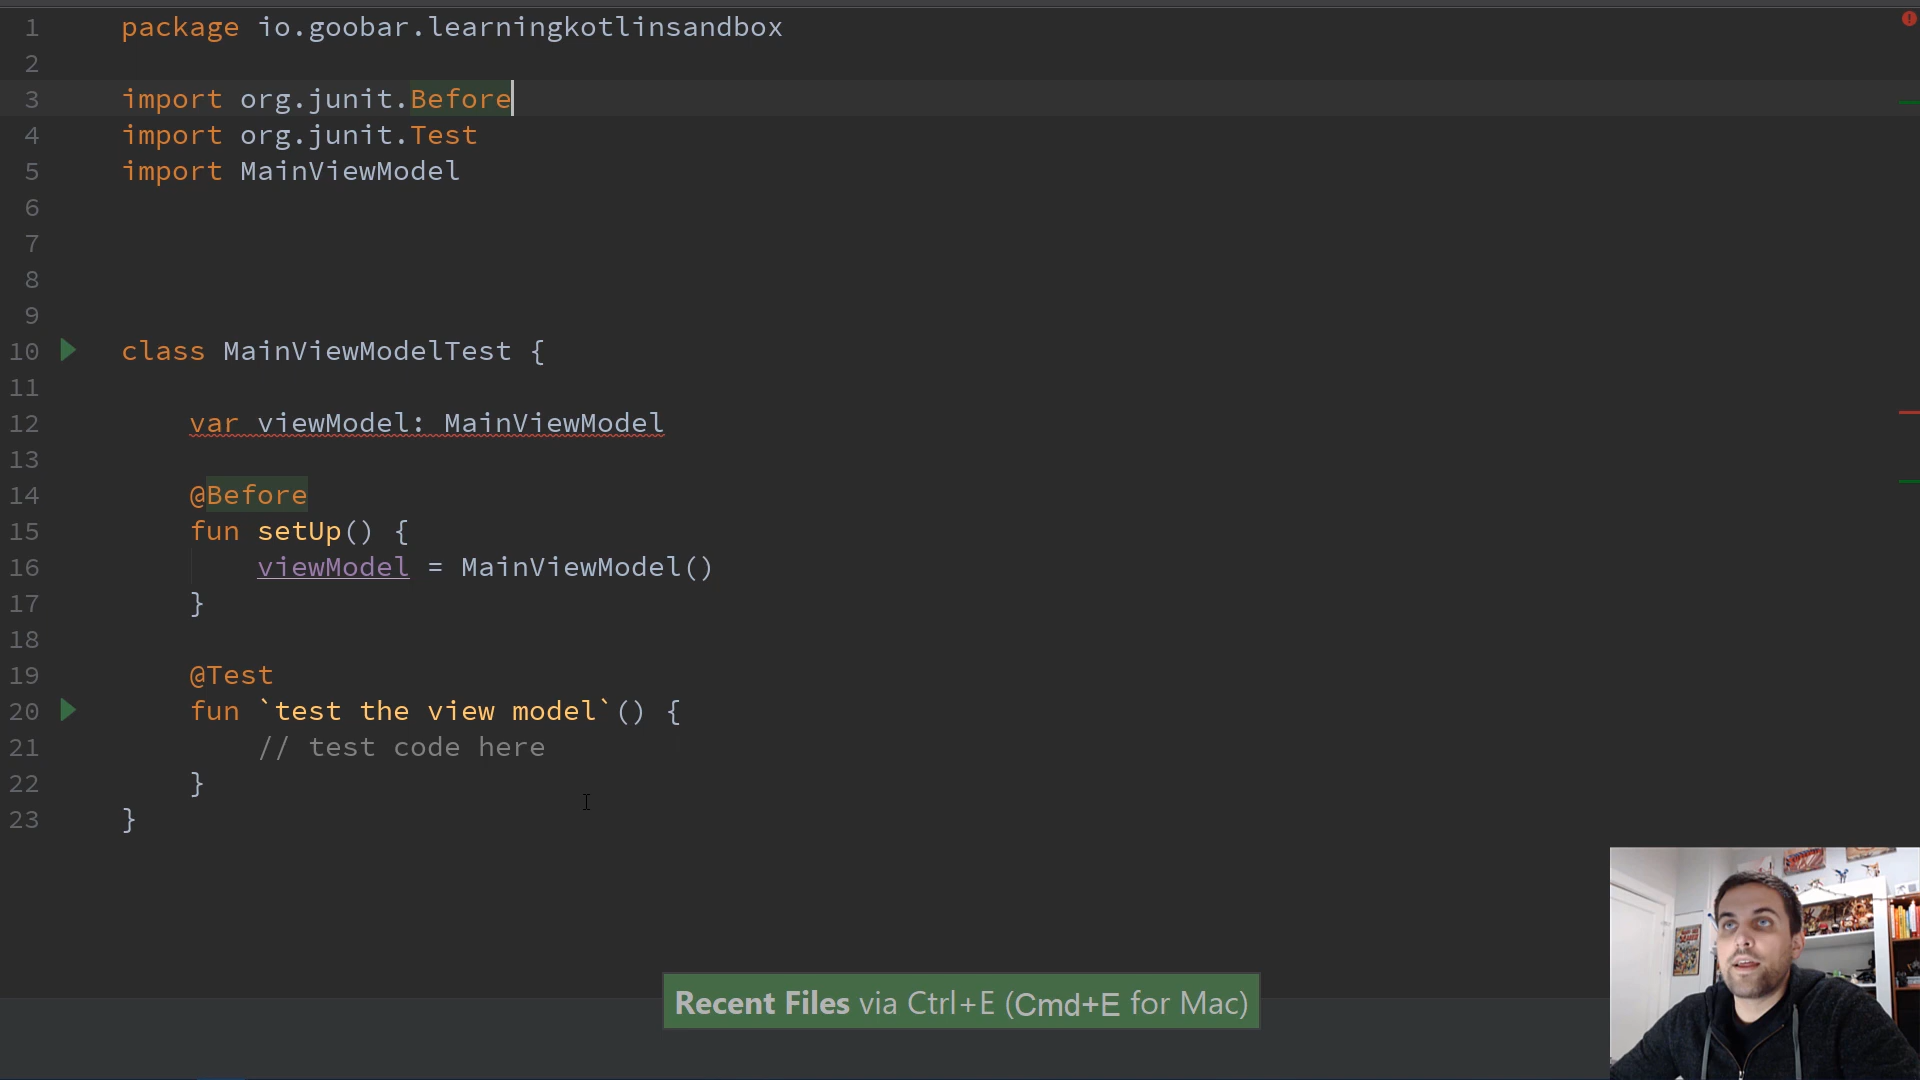 1 package io.goobar.learningkotlinsandbox
2
3 import org.junit.Before
4 import org.junit.Test
5 import MainViewModel
6
7
8
9
10 class MainViewModelTest {
11
12 var viewModel: MainViewModel
13
14 @Before
15 fun setUp() {
16 viewModel = MainViewModel()
17 }
18
19 @Test
20 fun `test the view model`() {
21 // test code here
22 }
23 }
Recent Files via Ctrl+E (Cmd+E for Mac)